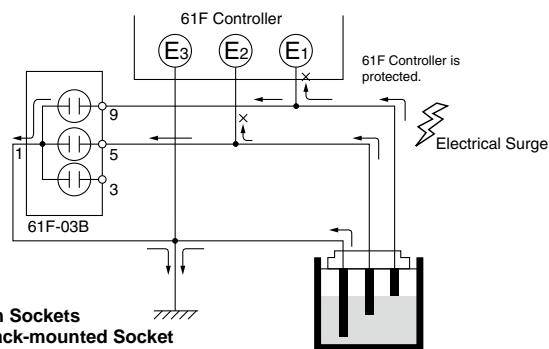 61F Controller
E3 E2 E1
61F Controller is
protected.
9
Electrical Surge
1 5
3
61F-03B
n Sockets
ack-mounted Socket